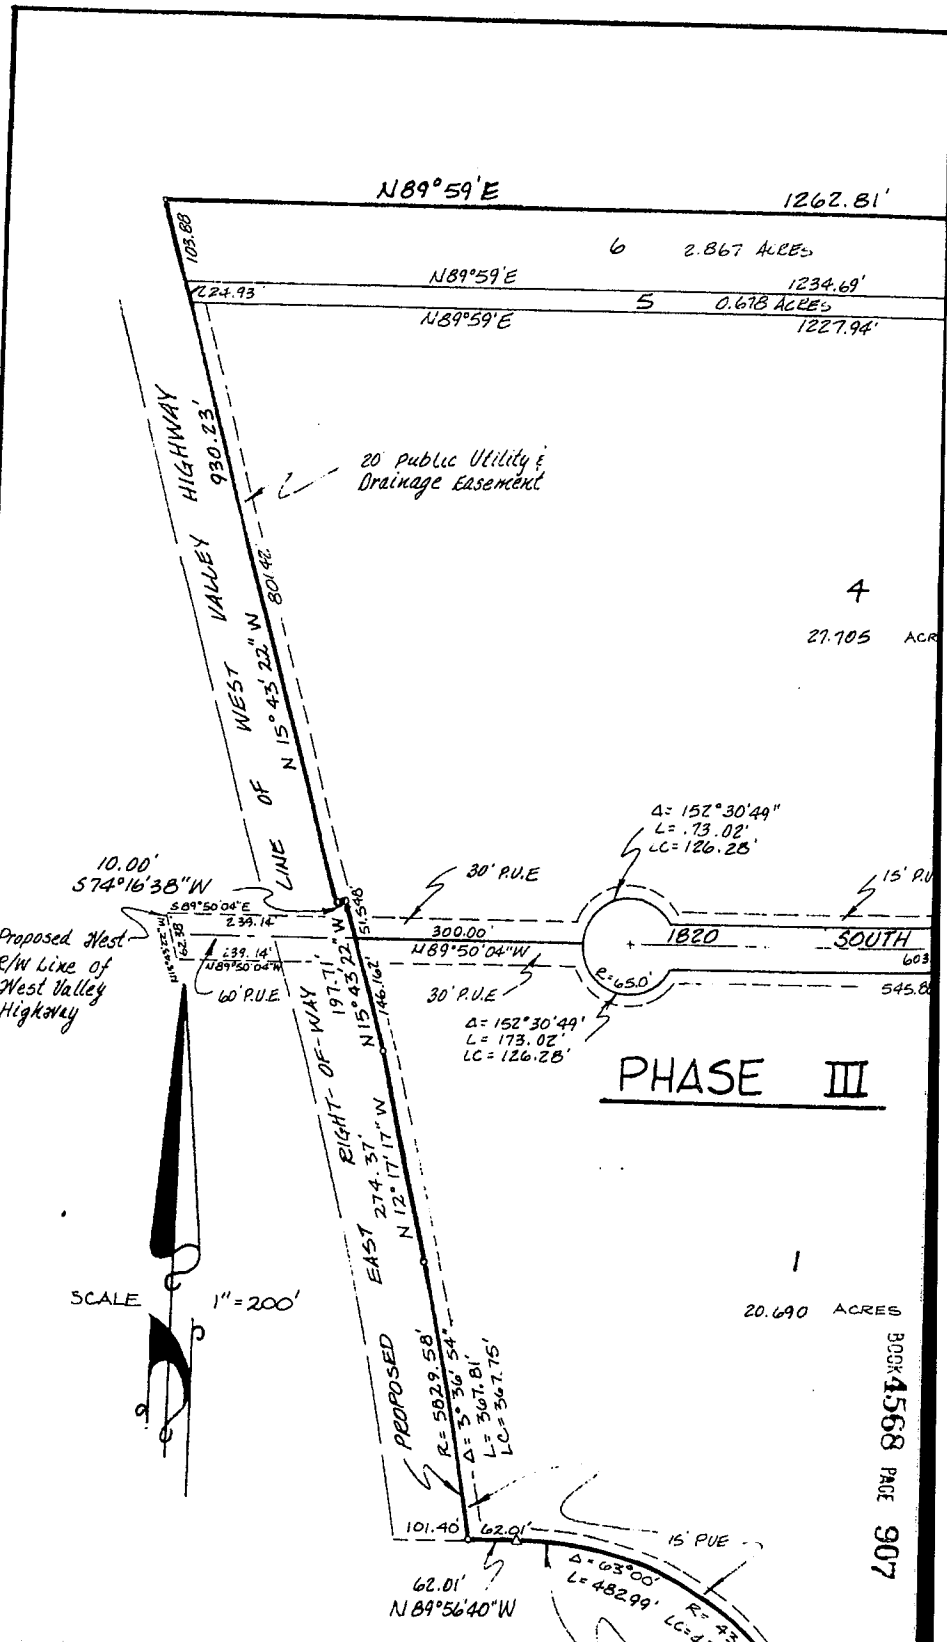 N89°59'E
1262.81'
103.88
6 2.867 ACRES
N89°59'E 1234.69'
224.93
5 0.678 ACRES
N89°59'E 1227.94'
930.23'
20' Public Utility &
Drainage Easement
801.42'
N 15° 43' 22" W
4
27.705 ACR
LINE OF WEST VALLEY HIGHWAY
Δ= 152°30'49"
L= .73.02'
LC= 126.28'
10.00'
S74°16'38"W
30' P.U.E
15' P.U
S89°50'04"E
239.14'
62.38
239.14'
N89°50'04"W
60' P.U.E.
Proposed West
R/W Line of
West Valley
Highway
51.548'
300.00'
N89°50'04"W
1820 SOUTH
603.
R=65.0'
545.8
197.71'
N15°43'22"W
146.162'
30' P.U.E
Δ= 152°30'49'
L= 173.02'
LC= 126.28'
PHASE III
274.37'
N 12° 17' 17" W
PROPOSED EAST RIGHT-OF-WAY
1
20.690 ACRES
SCALE 1"=200'
R= 5829.58'
Δ= 3° 36' 54"
L= 367.81'
LC= 367.75'
BOOK 4568 PAGE 907
101.40' 62.01'
15' PUE
62.01'
N 89°56'40"W
Δ= 63°00'
L= 482.99'
R= 43
LC=4